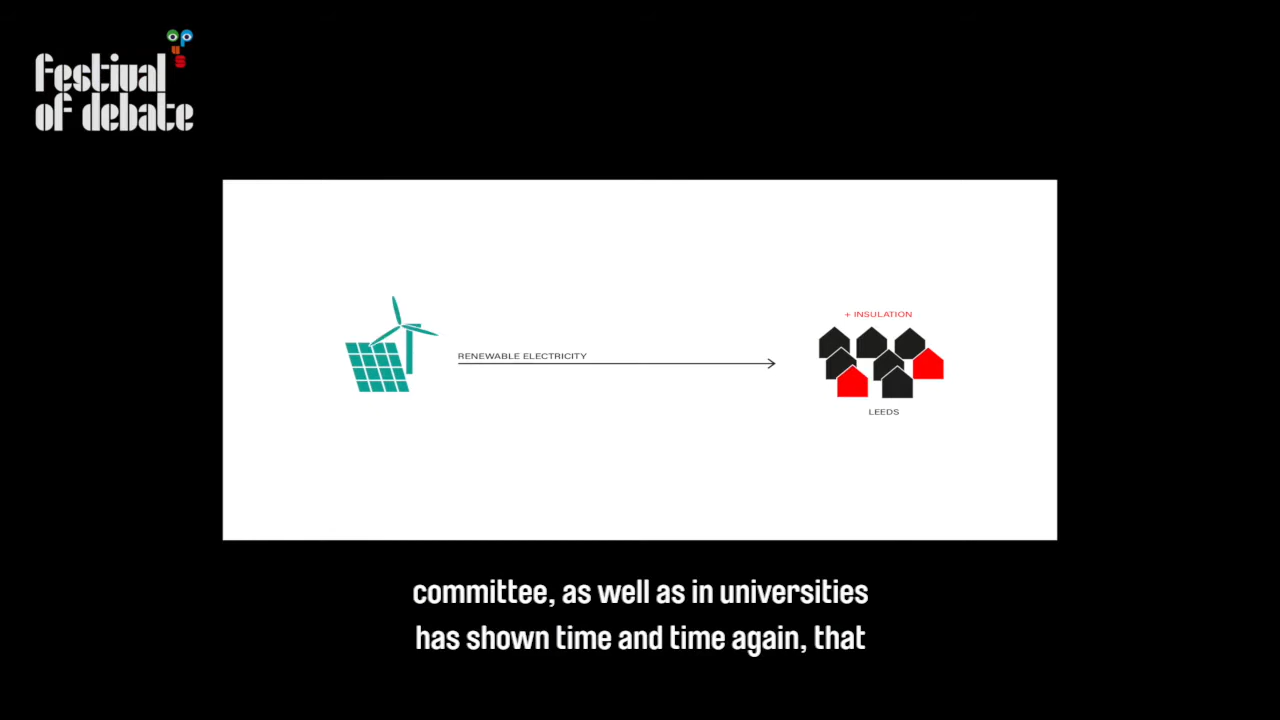 opus
festival
of debate
+ INSULATION
RENEWABLE ELECTRICITY
LEEDS
committee, as well as in universities
has shown time and time again, that